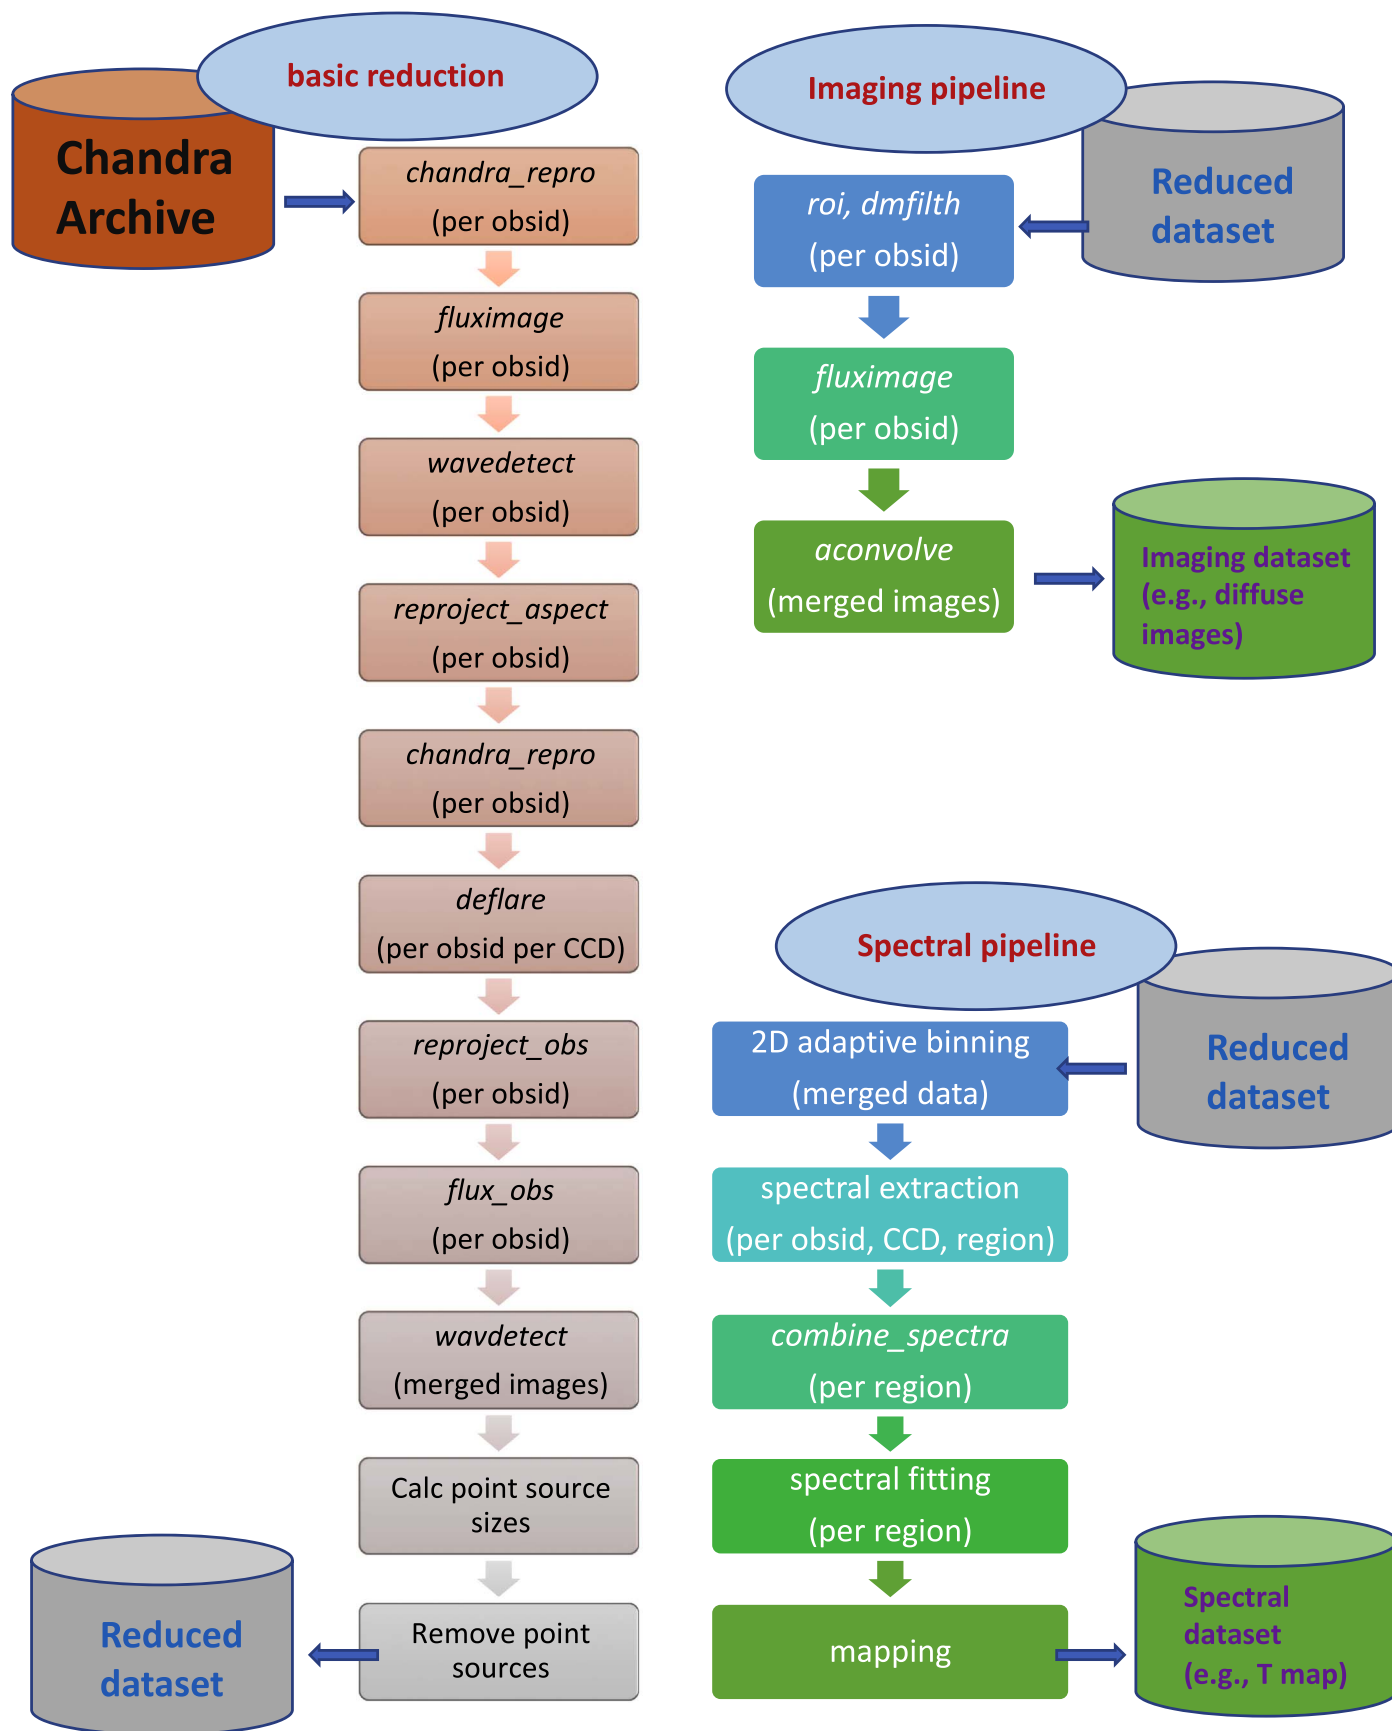 basic reduction
Chandra
Archive
chandra_repro
(per obsid)
fluximage
(per obsid)
wavedetect
(per obsid)
reproject_aspect
(per obsid)
chandra_repro
(per obsid)
deflare
(per obsid per CCD)
reproject_obs
(per obsid)
flux_obs
(per obsid)
wavdetect
(merged images)
Calc point source
sizes
Remove point
sources
Reduced
dataset
Imaging pipeline
Reduced
dataset
roi, dmfilth
(per obsid)
fluximage
(per obsid)
aconvolve
(merged images)
Imaging dataset
(e.g., diffuse
images)
Spectral pipeline
Reduced
dataset
2D adaptive binning
(merged data)
spectral extraction
(per obsid, CCD, region)
combine_spectra
(per region)
spectral fitting
(per region)
mapping
Spectral
dataset
(e.g., T map)